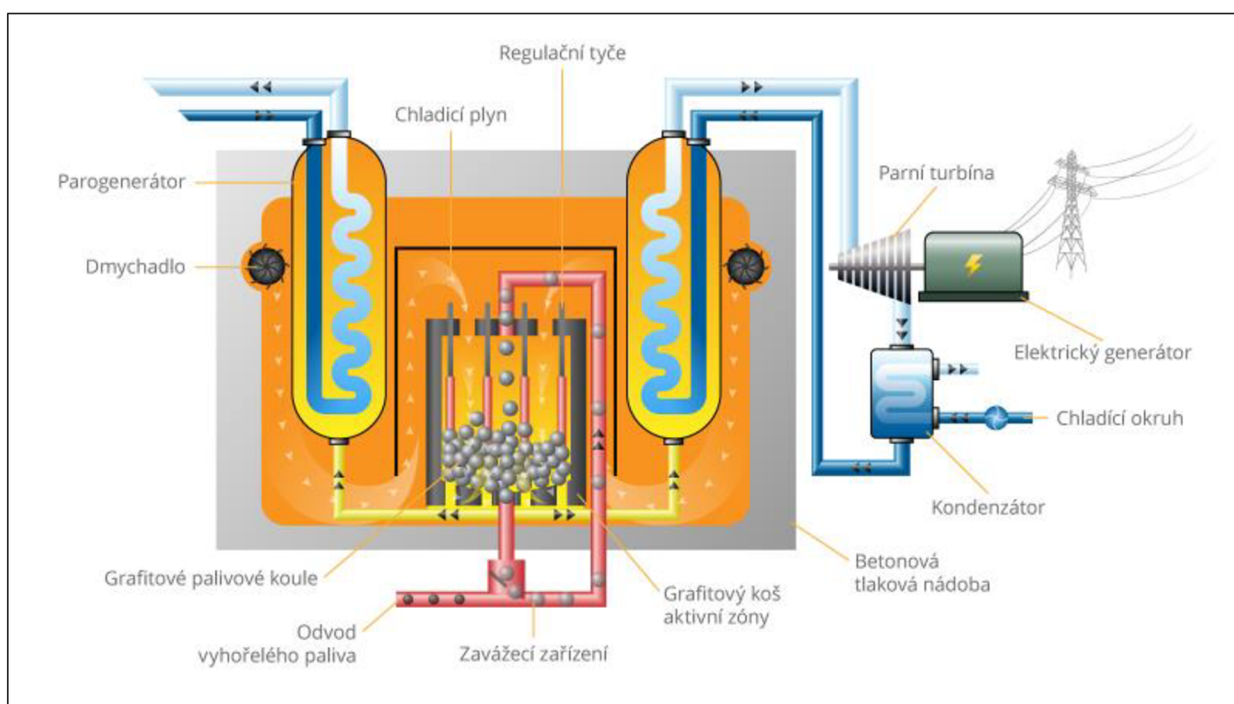 Regulační tyče
Chladicí plyn
Parogenerátor
Parní turbína
Dmychadlo
Elektrický generátor
Chladící okruh
Kondenzátor
Betonová
tlaková nádoba
Grafitové palivové koule
Grafitový koš
aktivní zóny
Odvod
vyhořelého paliva
Zavážecí zařízení